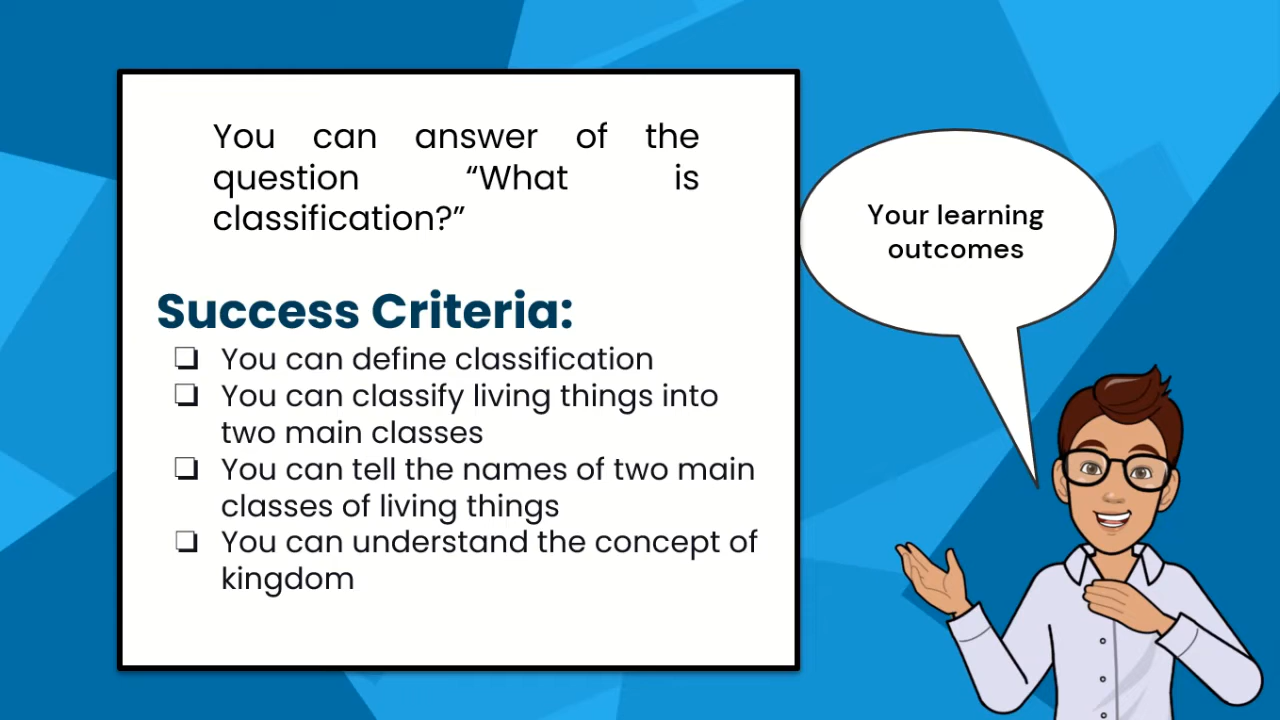 You can answer of the
question “What is
classification?”
Success Criteria:
❏ You can define classification
❏ You can classify living things into
two main classes
❏ You can tell the names of two main
classes of living things
❏ You can understand the concept of
kingdom
Your learning
outcomes